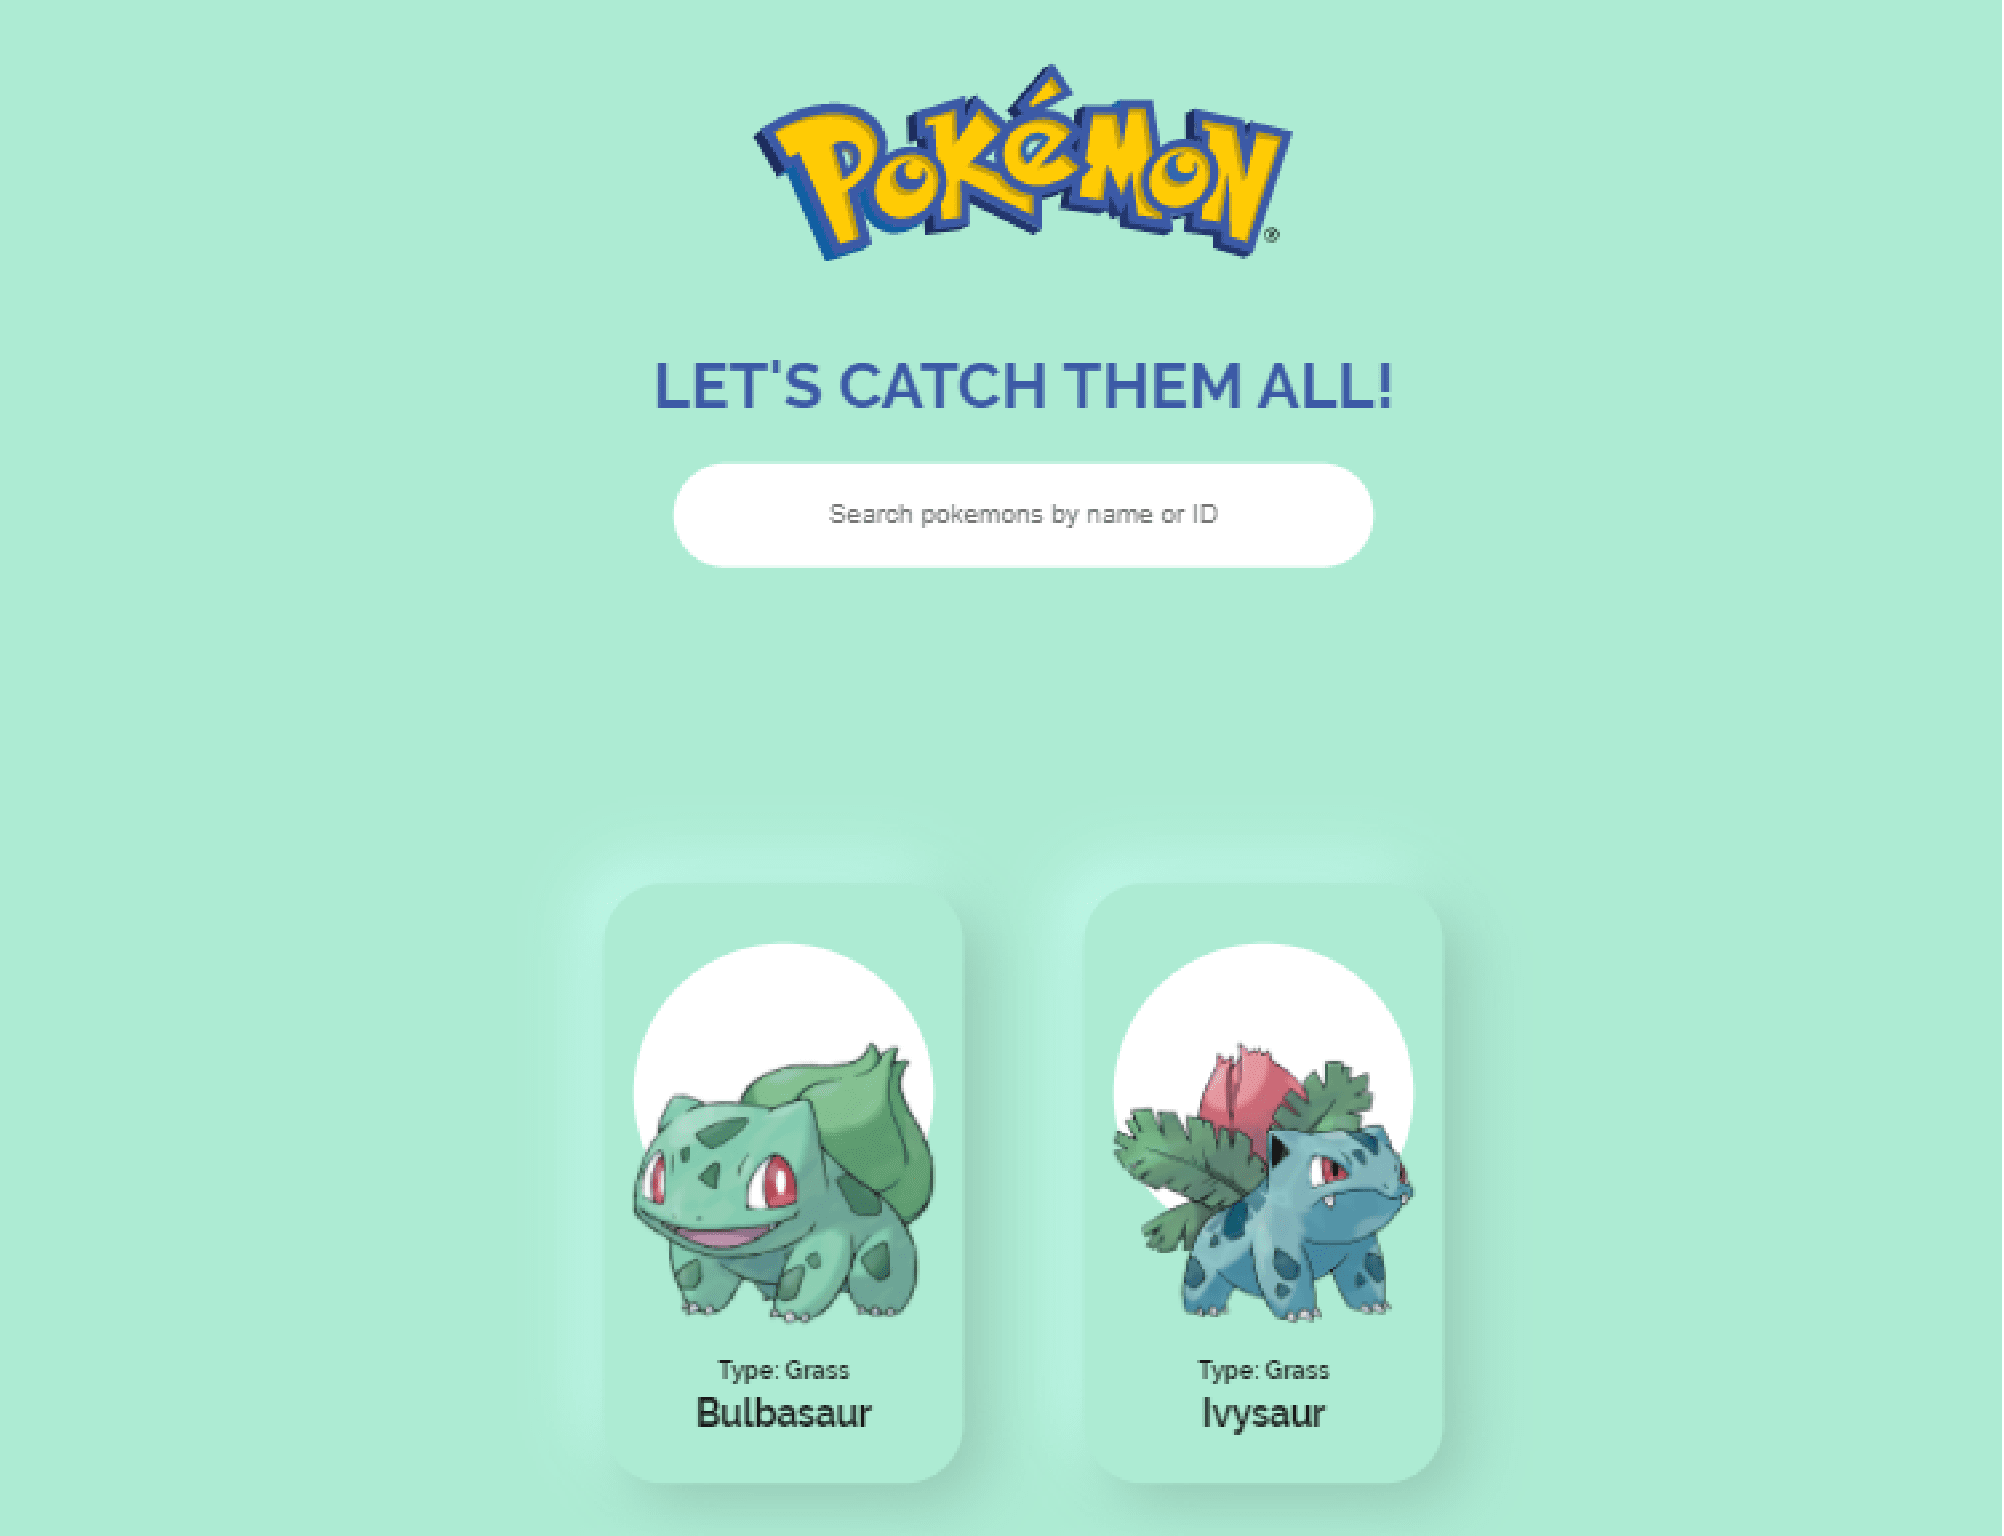 POKéMON
®
LET'S CATCH THEM ALL!
Search pokemons by name or ID
Type: Grass
Bulbasaur
Type: Grass
Ivysaur